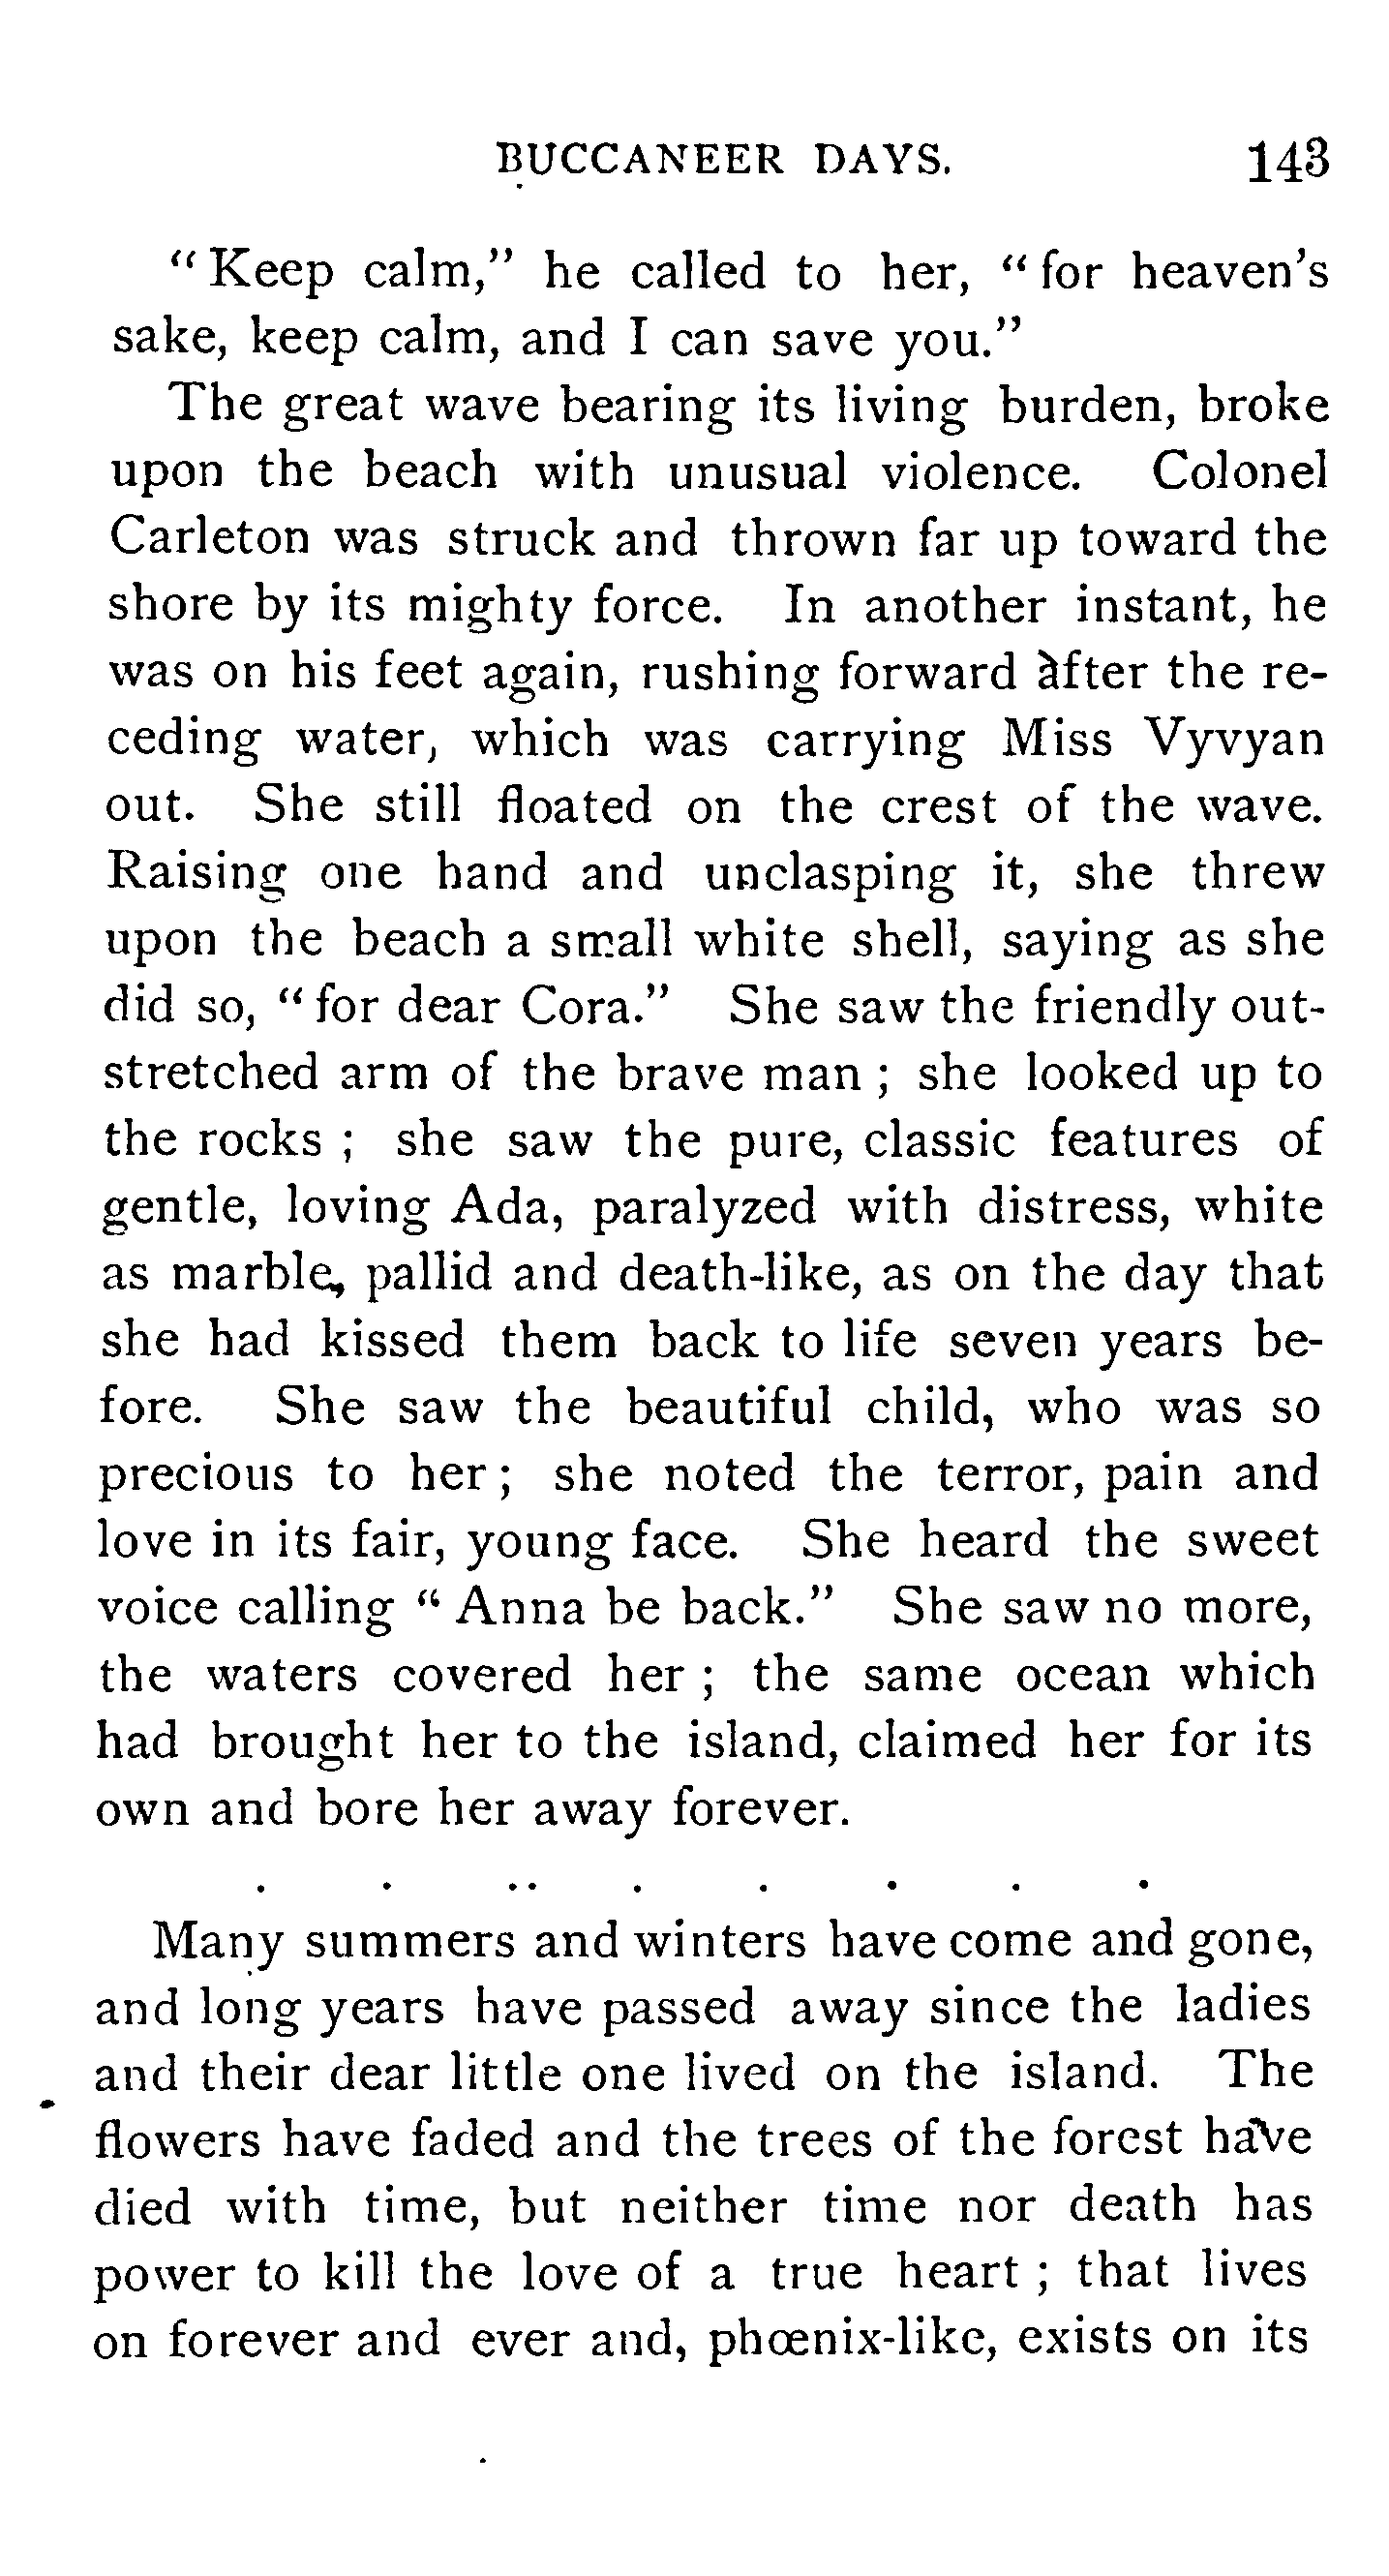 BUCCANEER DAYS. 143
"Keep calm," he called to her, "for heaven's
sake, keep calm, and I can save you."
The great wave bearing its living burden, broke
upon the beach with unusual violence. Colonel
Carleton was struck and thrown far up toward the
shore by its mighty force. In another instant, he
was on his feet again, rushing forward after the re-
ceding water, which was carrying Miss Vyvyan
out. She still floated on the crest of the wave.
Raising one hand and unclasping it, she threw
upon the beach a small white shell, saying as she
did so, "for dear Cora." She saw the friendly out-
stretched arm of the brave man ; she looked up to
the rocks ; she saw the pure, classic features of
gentle, loving Ada, paralyzed with distress, white
as marble, pallid and death-like, as on the day that
she had kissed them back to life seven years be-
fore. She saw the beautiful child, who was so
precious to her ; she noted the terror, pain and
love in its fair, young face. She heard the sweet
voice calling "Anna be back." She saw no more,
the waters covered her ; the same ocean which
had brought her to the island, claimed her for its
own and bore her away forever.
. . . . . . . . .
Many summers and winters have come and gone,
and long years have passed away since the ladies
and their dear little one lived on the island. The
flowers have faded and the trees of the forest have
died with time, but neither time nor death has
power to kill the love of a true heart ; that lives
on forever and ever and, phœnix-like, exists on its